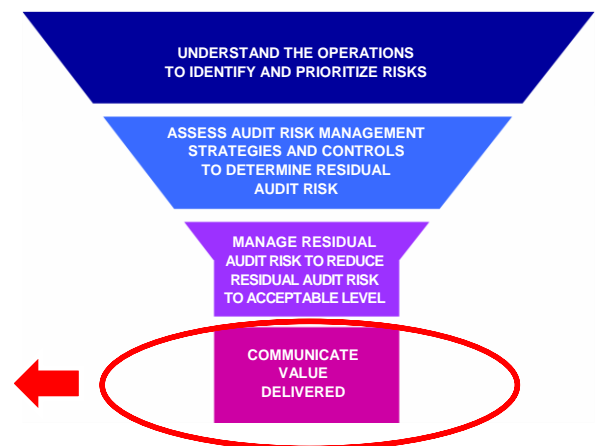 UNDERSTAND THE OPERATIONS
TO IDENTIFY AND PRIORITIZE RISKS
ASSESS AUDIT RISK MANAGEMENT
STRATEGIES AND CONTROLS
TO DETERMINE RESIDUAL
AUDIT RISK
MANAGE RESIDUAL
AUDIT RISK TO REDUCE
RESIDUAL AUDIT RISK
TO ACCEPTABLE LEVEL
COMMUNICATE
VALUE
DELIVERED